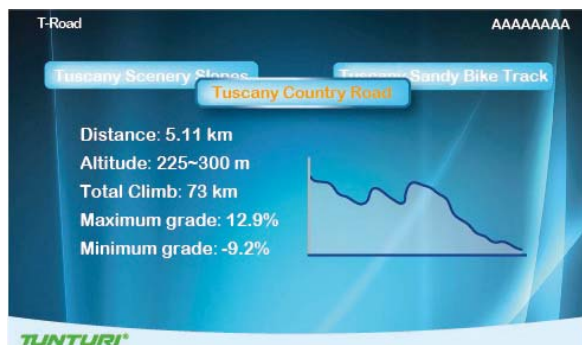 T-Road
AAAAAAAA
Tuscany Scenery Slopes
Tuscany Sandy Bike Track
Tuscany Country Road
Distance: 5.11 km
Altitude: 225~300 m
Total Climb: 73 km
Maximum grade: 12.9%
Minimum grade: -9.2%
TUNTURI®